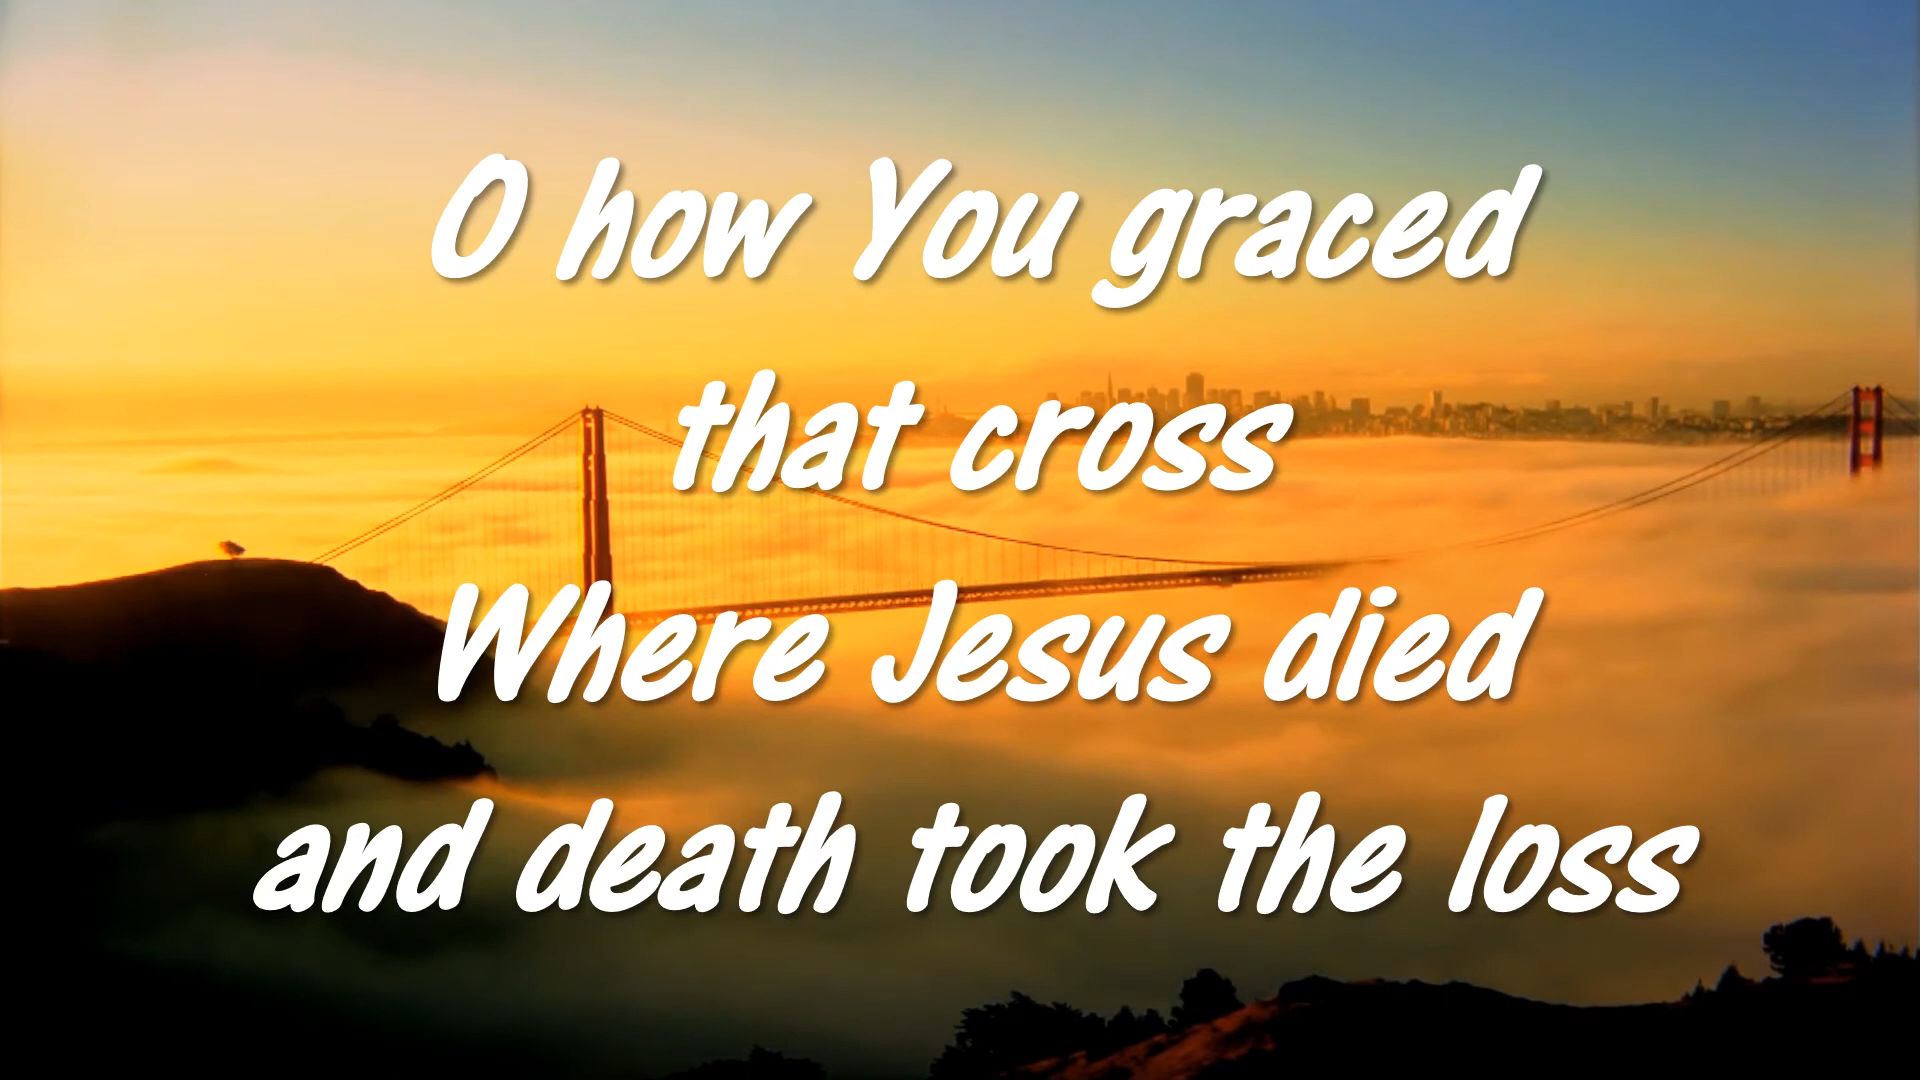 O how You graced
that cross
Where Jesus died
and death took the loss